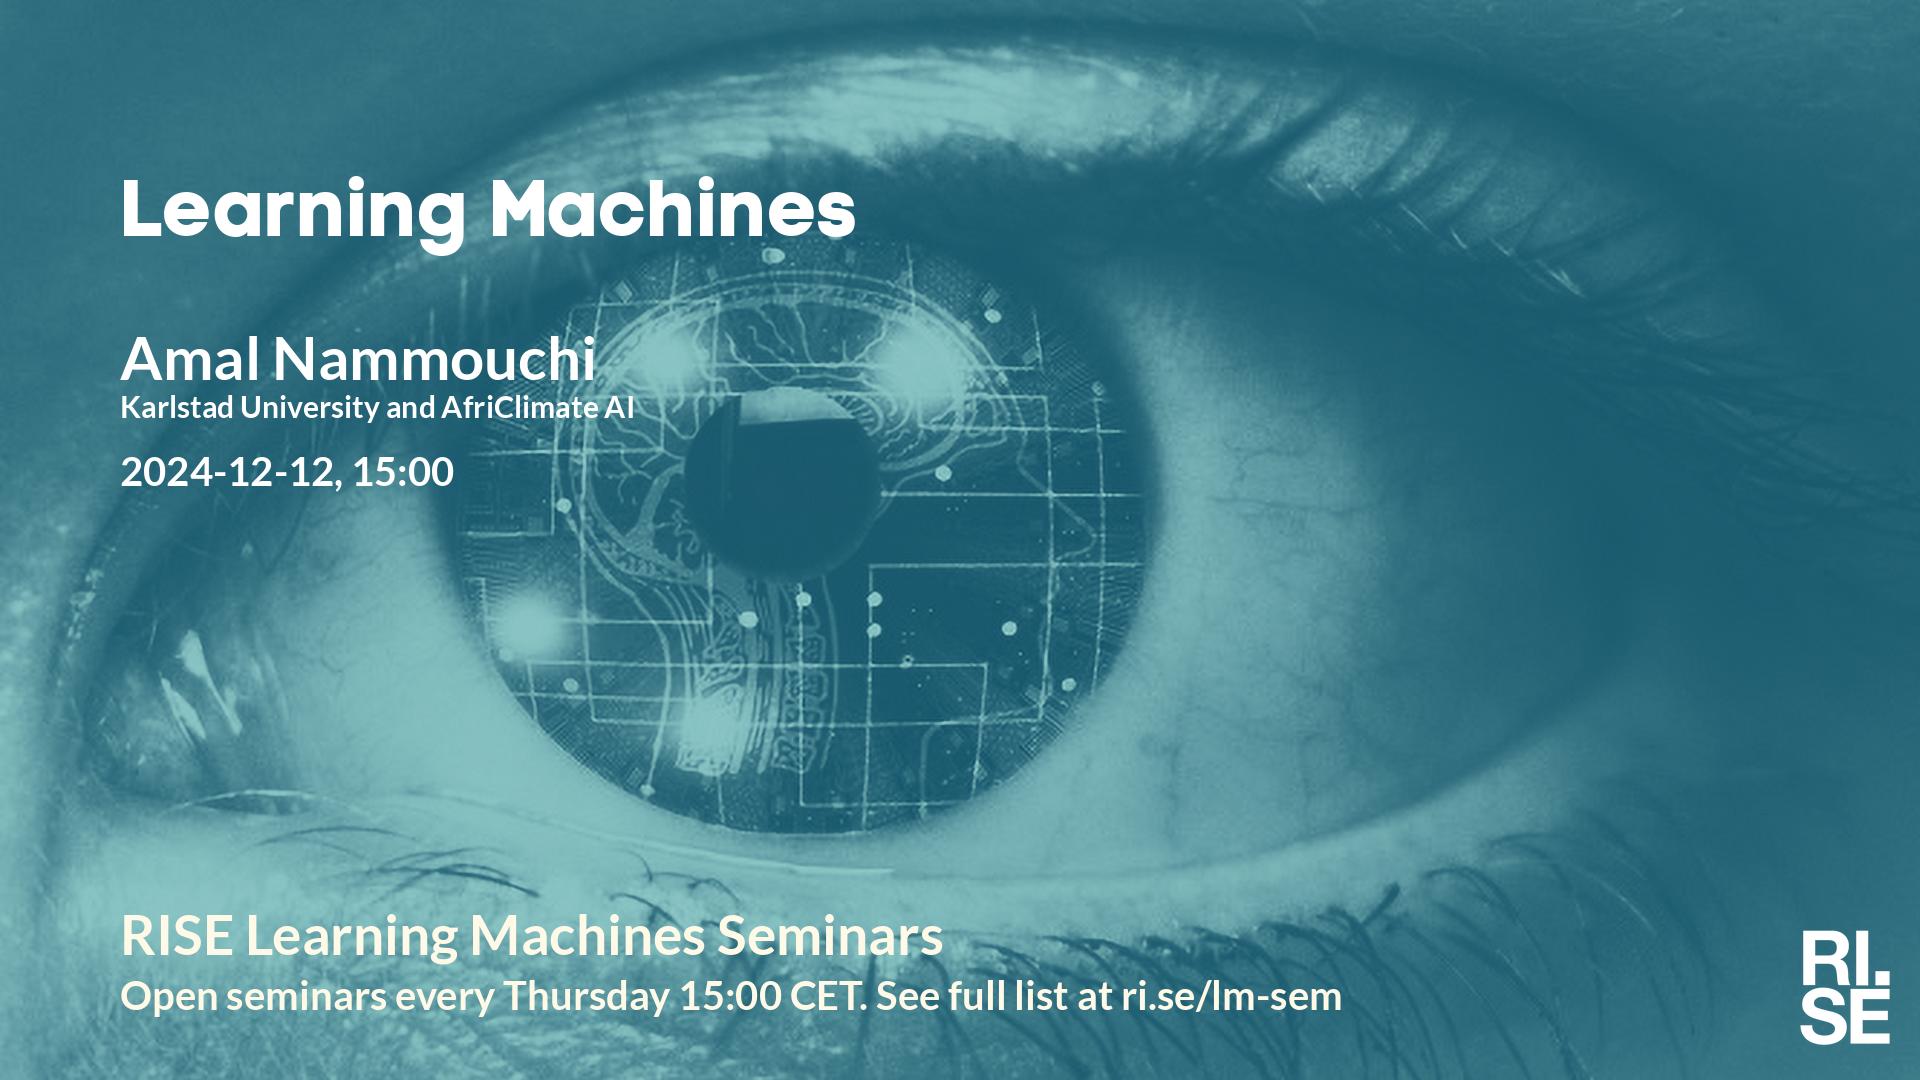 Learning Machines
Amal Nammouchi
Karlstad University and AfriClimate AI
2024-12-12, 15:00
RISE Learning Machines Seminars
Open seminars every Thursday 15:00 CET. See full list at ri.se/lm-sem
RI.
SE